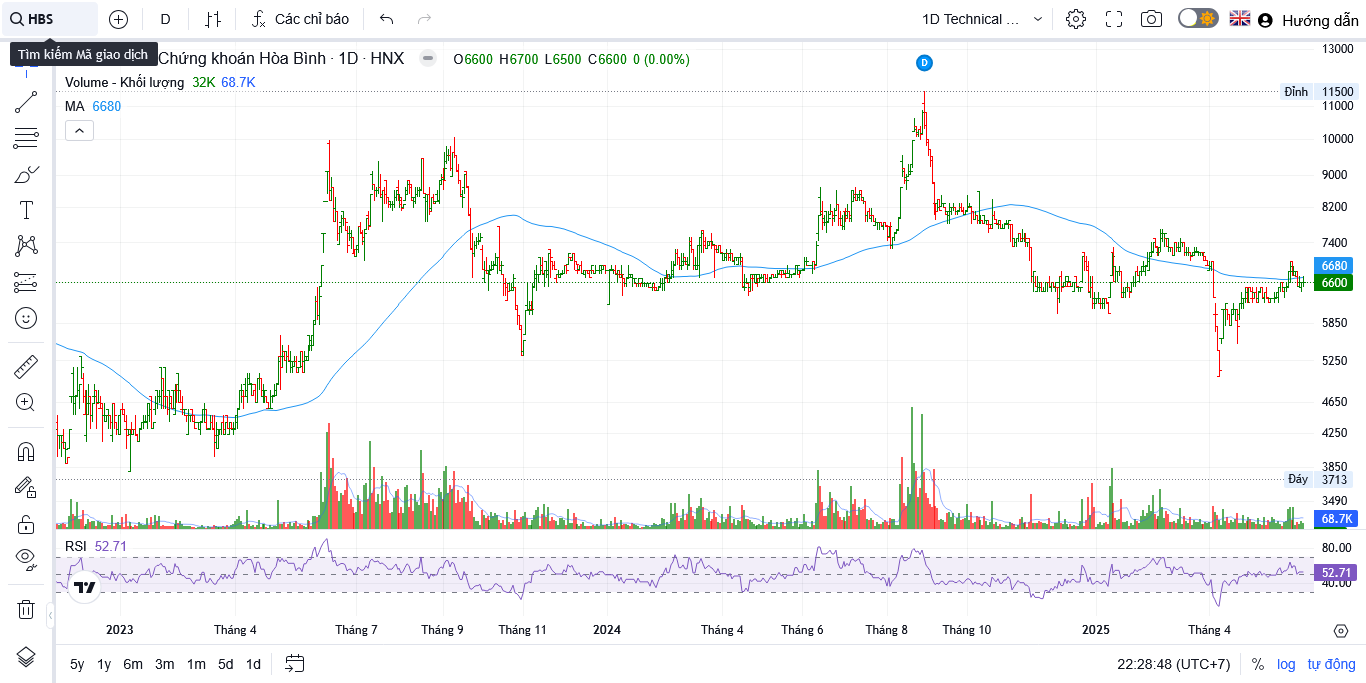 HBS D Các chỉ báo 1D Technical ... Hướng dẫn
Tìm kiếm Mã giao dịch
Chứng khoán Hòa Bình · 1D · HNX O6600 H6700 L6500 C6600 0 (0.00%)
Volume - Khối lượng 32K 68.7K
MA 6680
D
13000
Đỉnh 11500
11000
10000
9000
8200
7400
6680
6600
5850
5250
4650
4250
3850
Đáy 3713
3490
68.7K
RSI 52.71
80.00
52.71
40.00
2023 Tháng 4 Tháng 7 Tháng 9 Tháng 11 2024 Tháng 4 Tháng 6 Tháng 8 Tháng 10 2025 Tháng 4
5y 1y 6m 3m 1m 5d 1d 22:28:48 (UTC+7) % log tự động